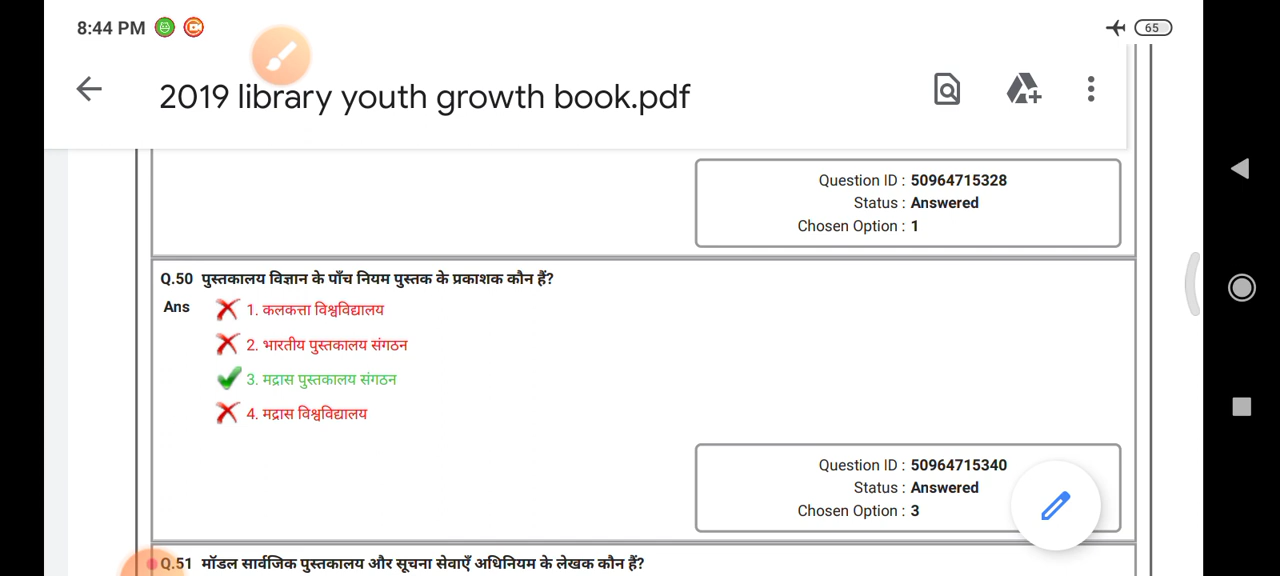 8:44 PM
65
2019 library youth growth book.pdf
Question ID : 50964715328
Status : Answered
Chosen Option : 1
Q.50 पुस्तकालय विज्ञान के पाँच नियम पुस्तक के प्रकाशक कौन हैं?
Ans 1. कलकत्ता विश्वविद्यालय
2. भारतीय पुस्तकालय संगठन
3. मद्रास पुस्तकालय संगठन
4. मद्रास विश्वविद्यालय
Question ID : 50964715340
Status : Answered
Chosen Option : 3
Q.51 मॉडल सार्वजिक पुस्तकालय और सूचना सेवाएँ अधिनियम के लेखक कौन हैं?